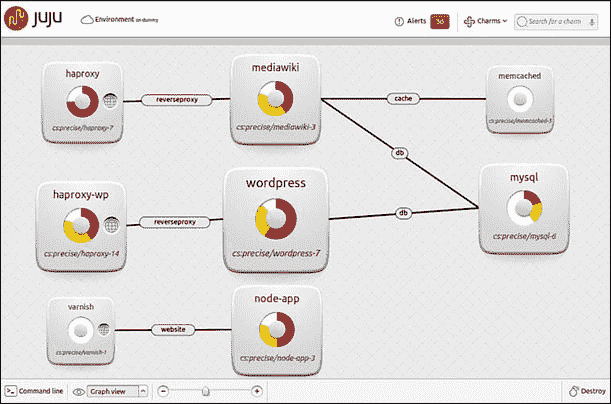 juju
Environment on dummy
Alerts 36
Charms
Search for a charm
haproxy
cs:precise/haproxy-7
reverseproxy
mediawiki
cs:precise/mediawiki-3
cache
memcached
cs:precise/memcached-1
db
haproxy-wp
cs:precise/haproxy-14
reverseproxy
wordpress
cs:precise/wordpress-7
db
mysql
cs:precise/mysql-6
varnish
cs:precise/varnish-1
website
node-app
cs:precise/node-app-3
Command line
Graph view
Destroy